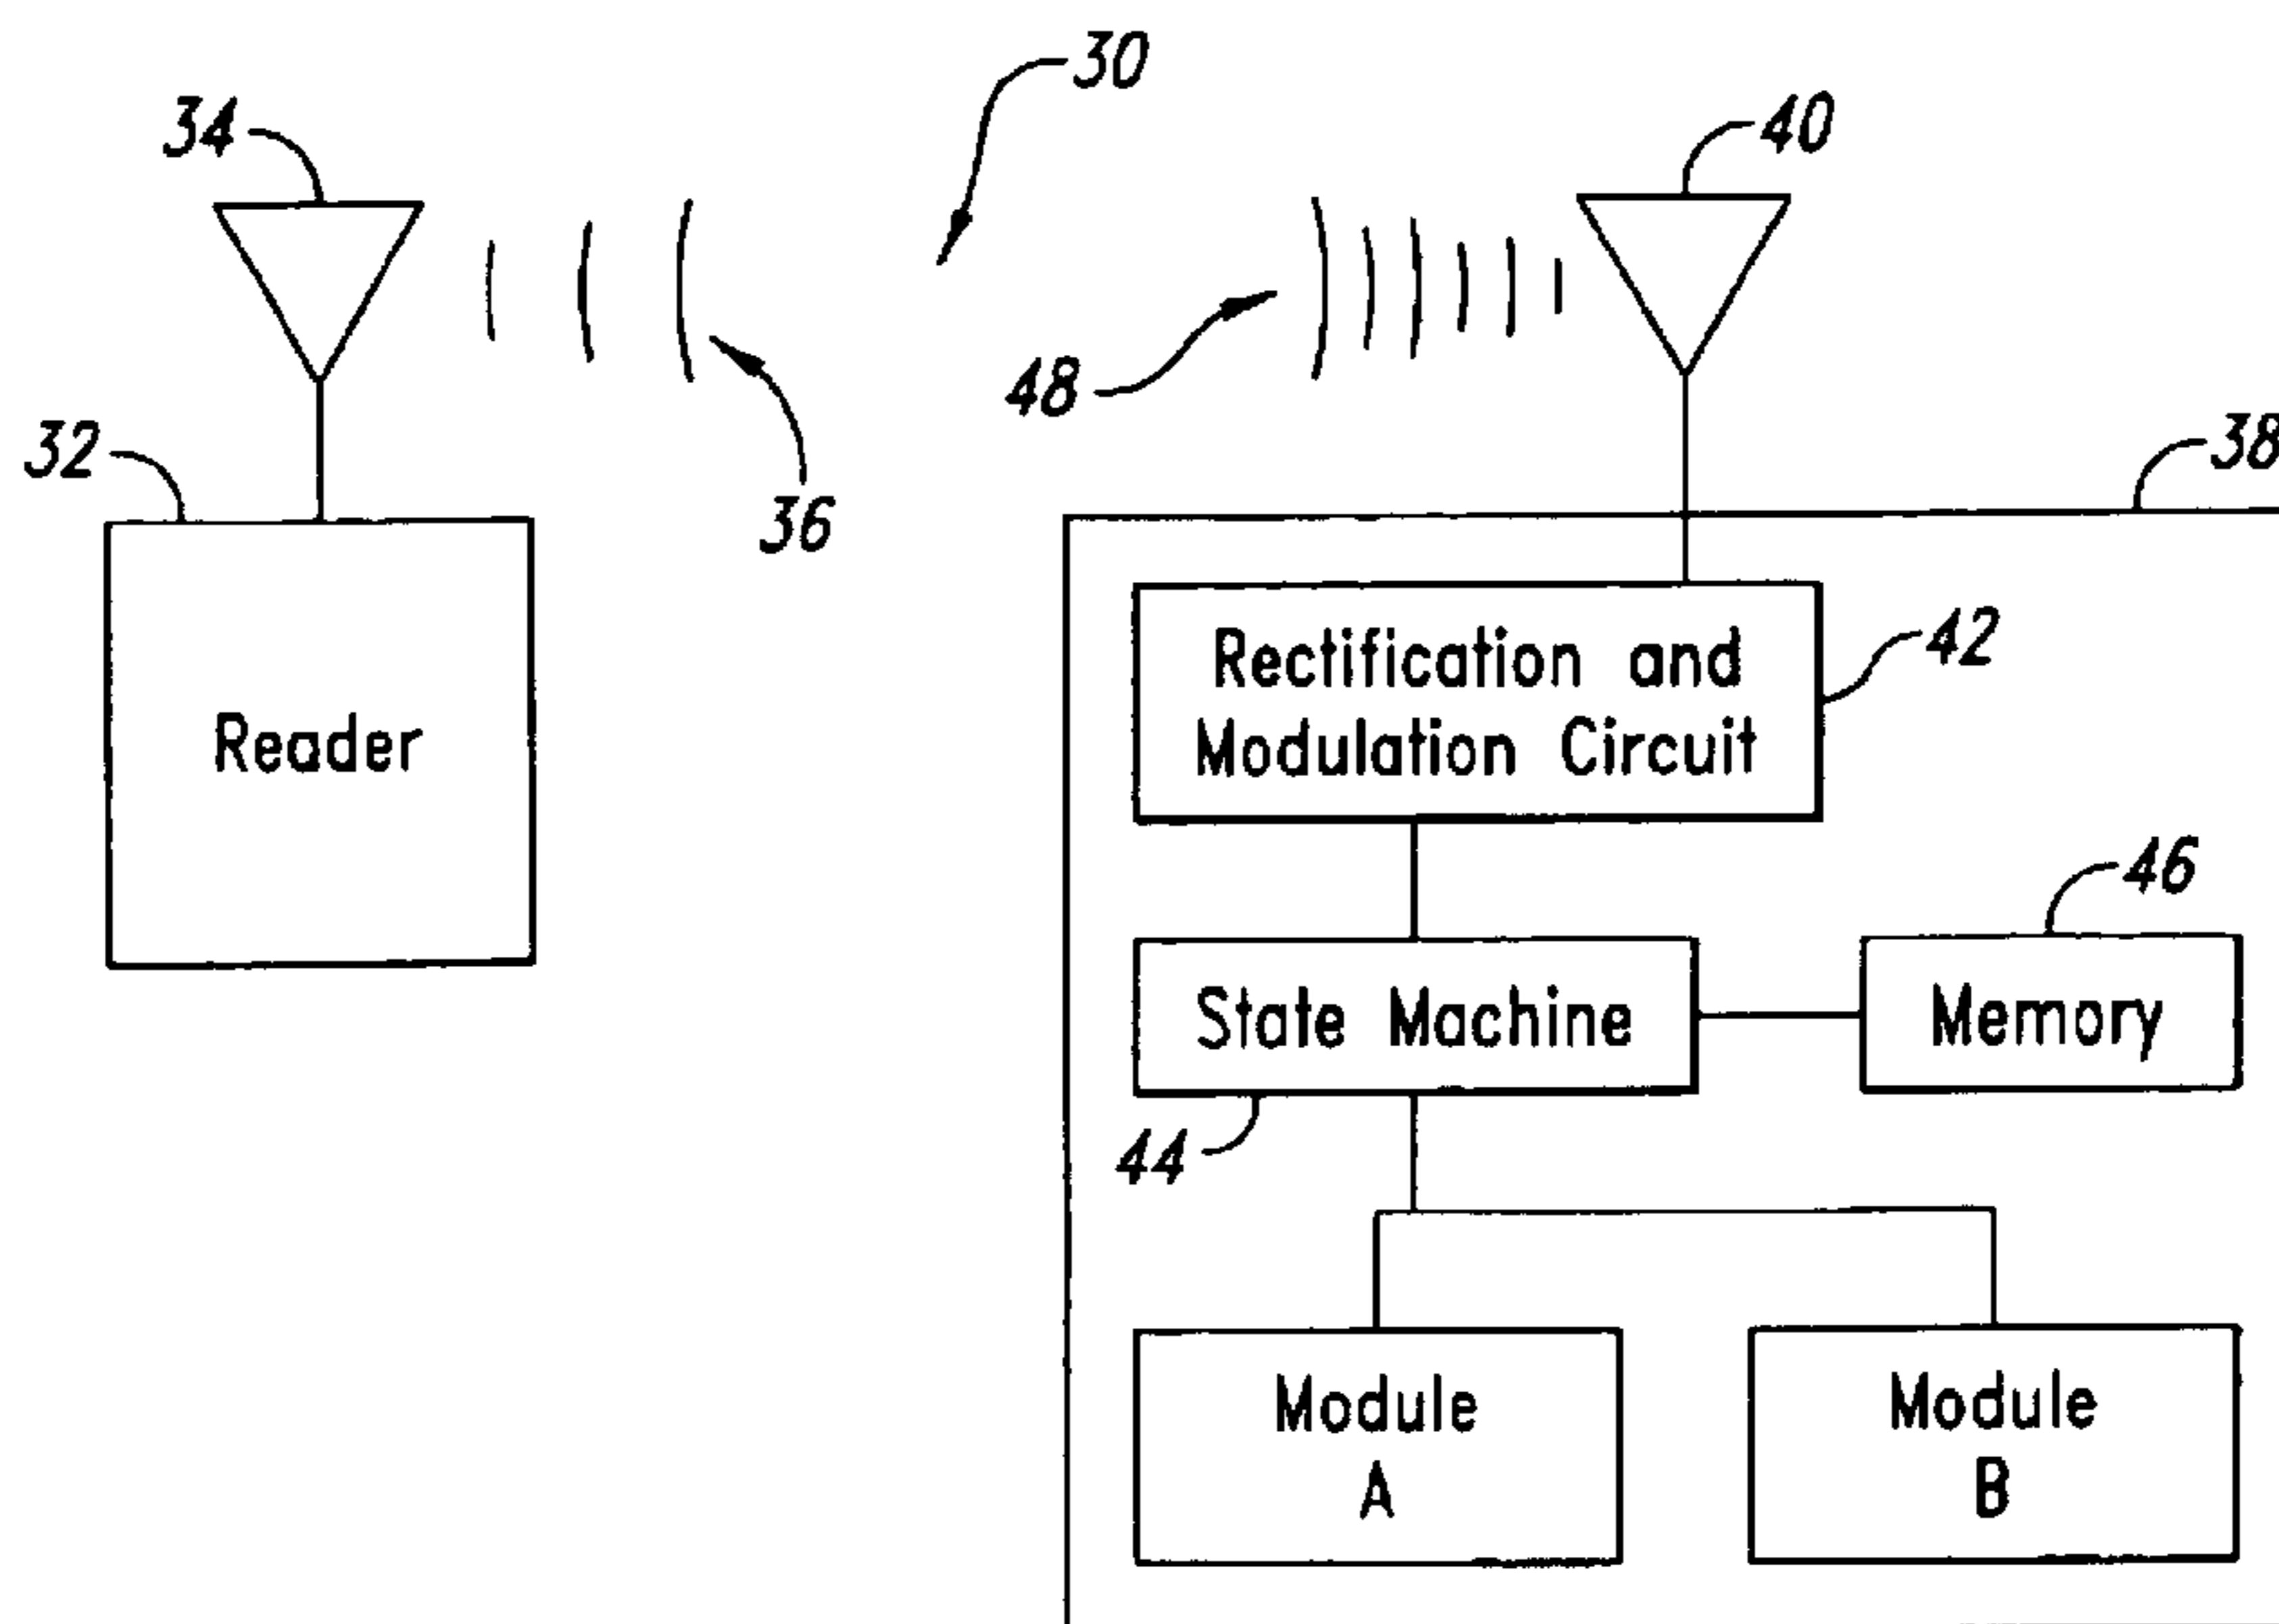 30
34
40
48
36
32
38
Reader
Rectification and
Modulation Circuit
42
46
State Machine
Memory
44
Module
A
Module
B